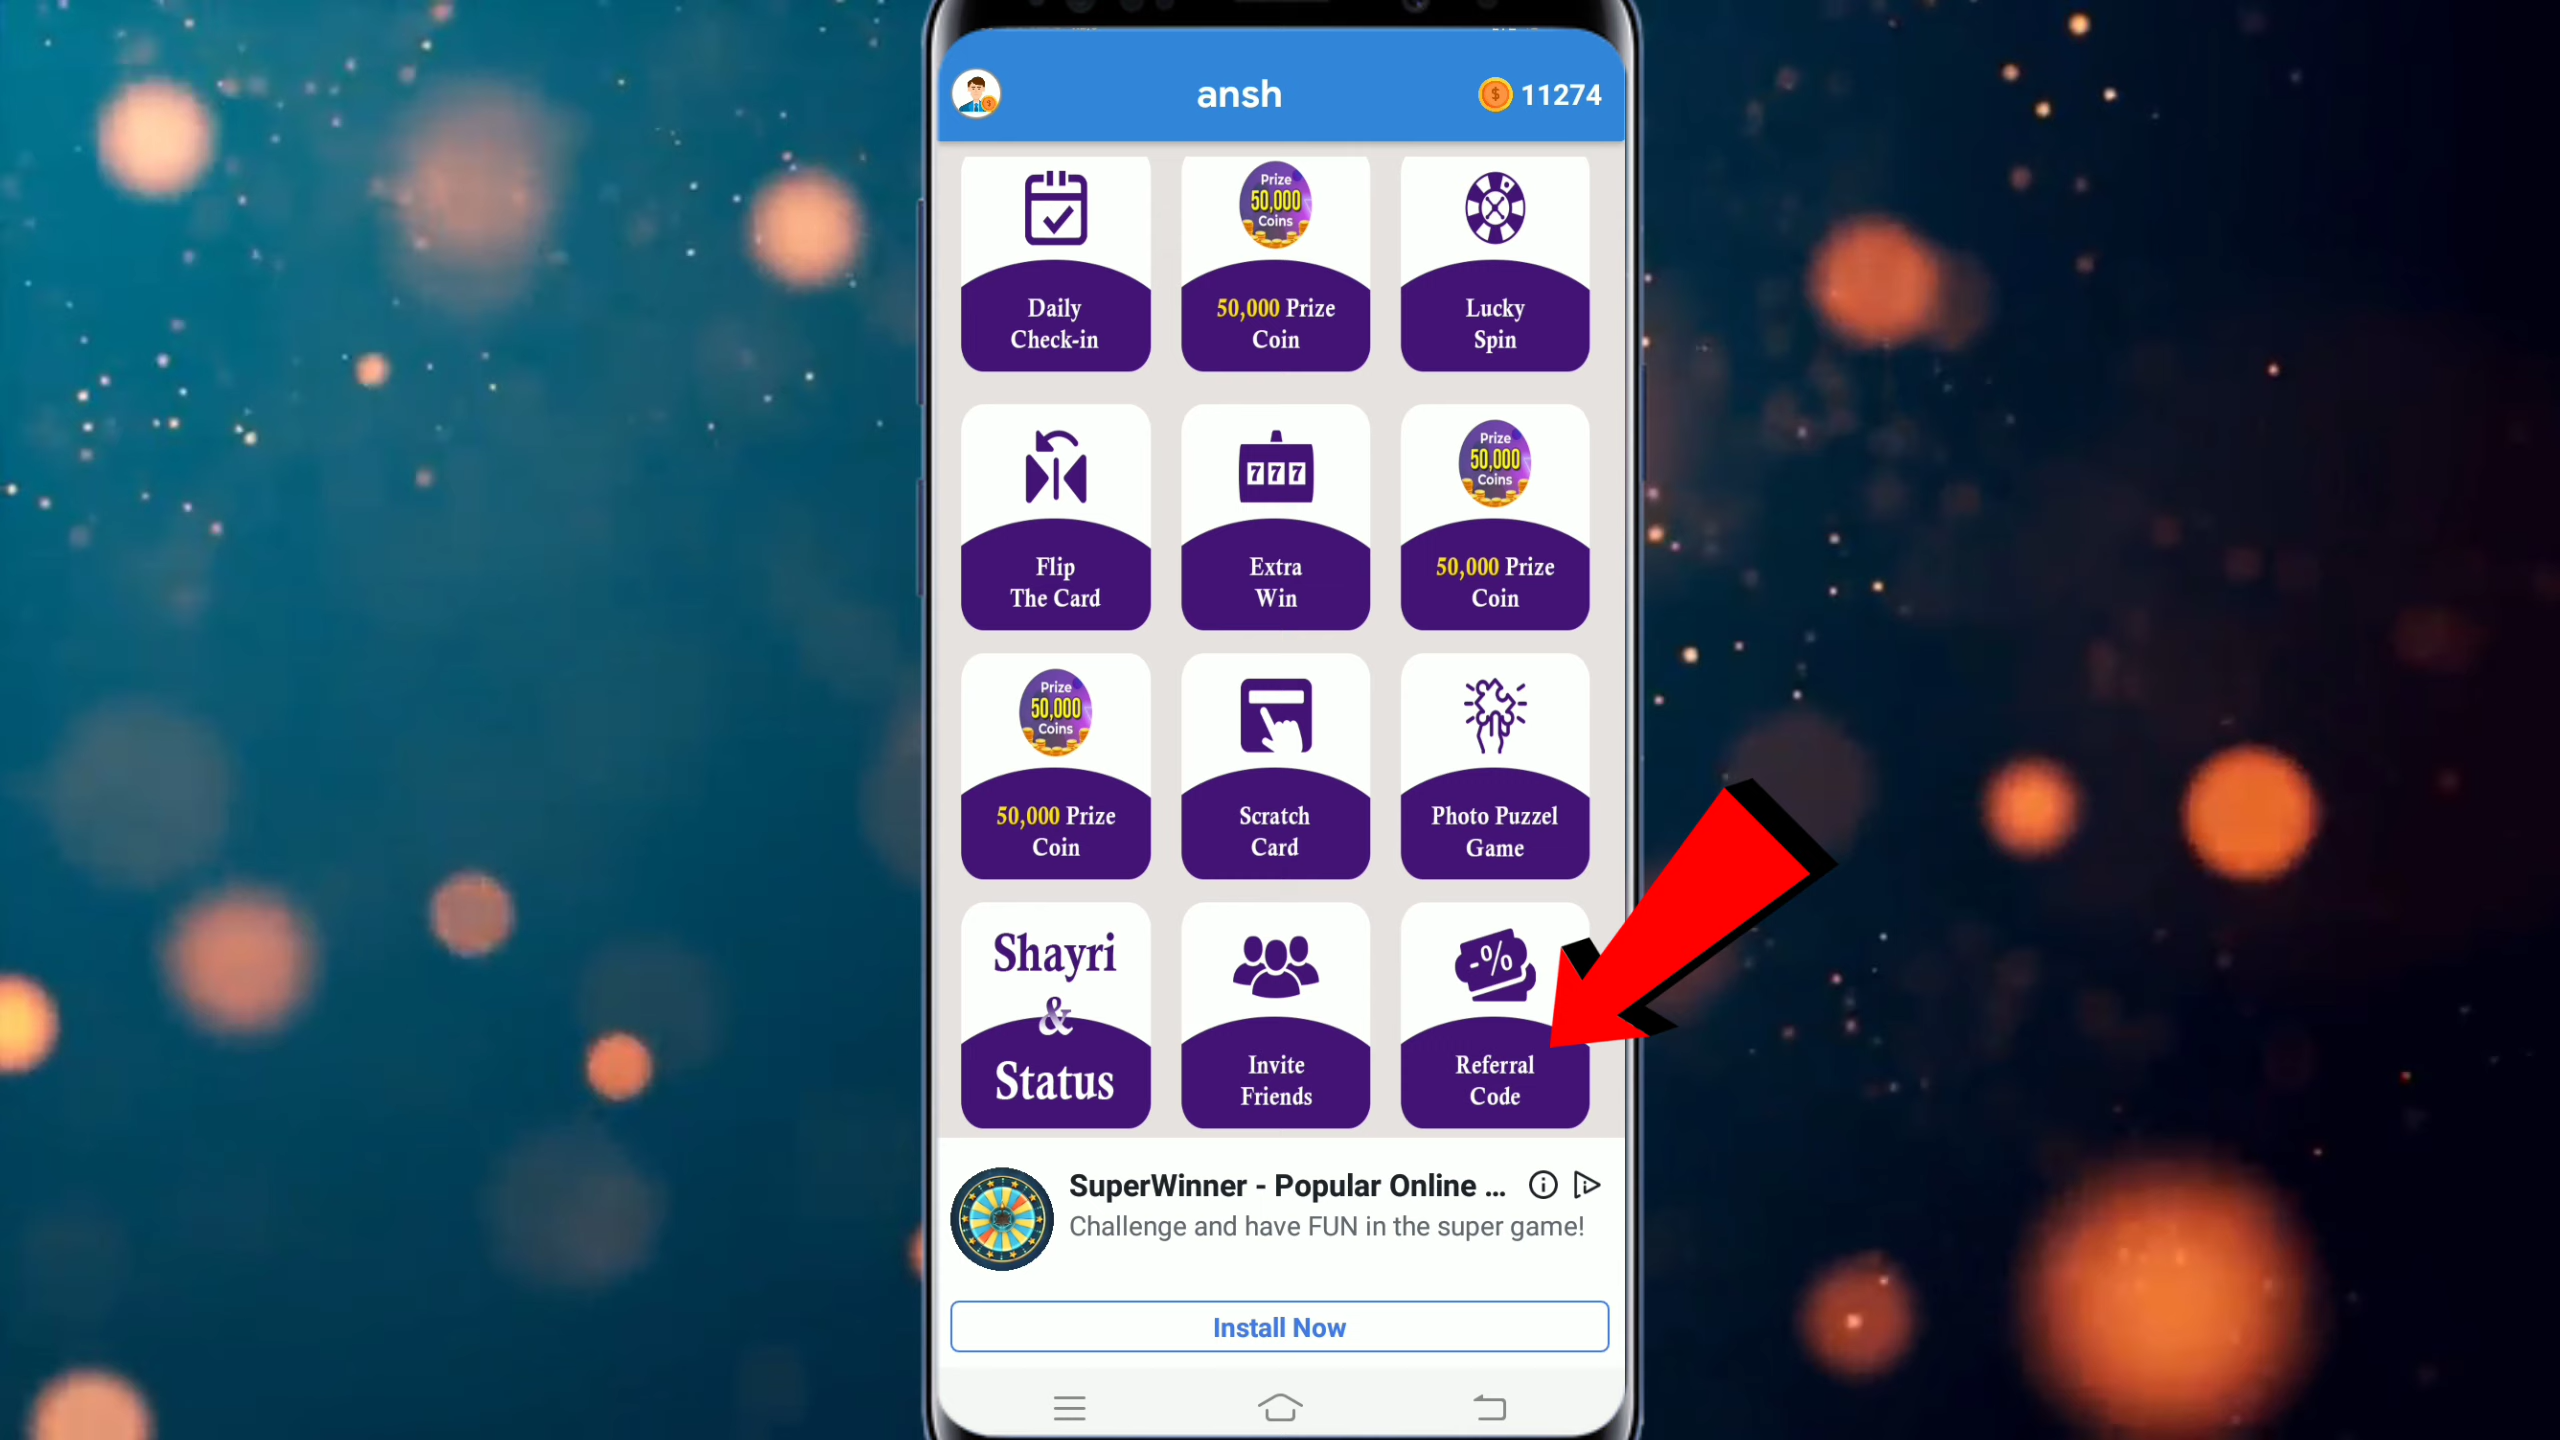 ansh
11274
Prize
50,000
Coins
Daily
Check-in
50,000 Prize
Coin
Lucky
Spin
777
Prize
50,000
Coins
Flip
The Card
Extra
Win
50,000 Prize
Coin
Prize
50,000
Coins
50,000 Prize
Coin
Scratch
Card
Photo Puzzel
Game
Shayri
&
Status
-%
Invite
Friends
Referral
Code
SuperWinner - Popular Online ...
Challenge and have FUN in the super game!
Install Now